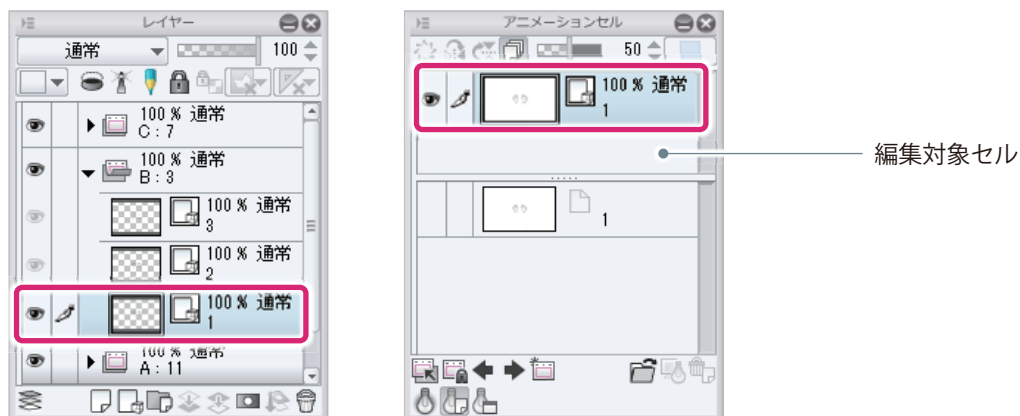 レイヤー
通常
100
100 % 通常
C : 7
100 % 通常
B : 3
100 % 通常
3
100 % 通常
2
100 % 通常
1
100 % 通常
A : 11
アニメーションセル
50
100 % 通常
1
編集対象セル
1